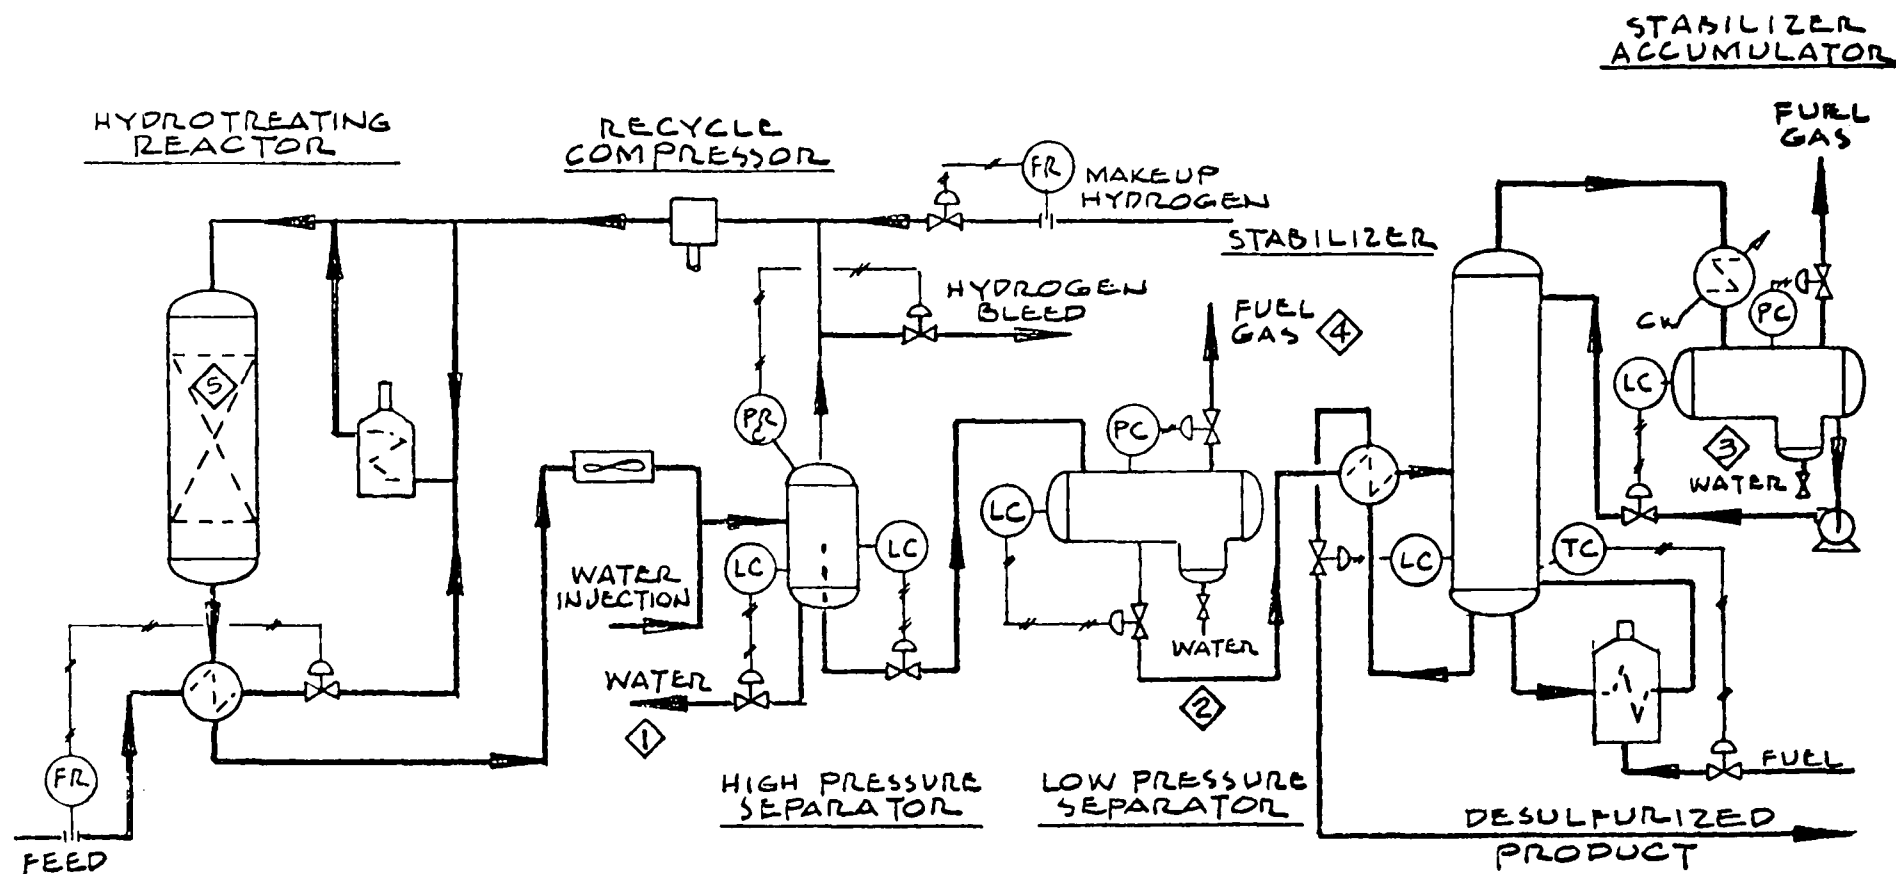 STABILIZER
ACCUMULATOR
HYDROTREATING
REACTOR
RECYCLE
COMPRESSOR
FR
MAKEUP
HYDROGEN
FUEL
GAS
STABILIZER
HYDROGEN
BLEED
FUEL
GAS
4
CW
PC
5
PR
C
PC
LC
3
WATER
LC
LC
LC
LC
TC
WATER
INJECTION
WATER
1
WATER
2
FR
FEED
HIGH PRESSURE
SEPARATOR
LOW PRESSURE
SEPARATOR
FUEL
DESULFURIZED
PRODUCT